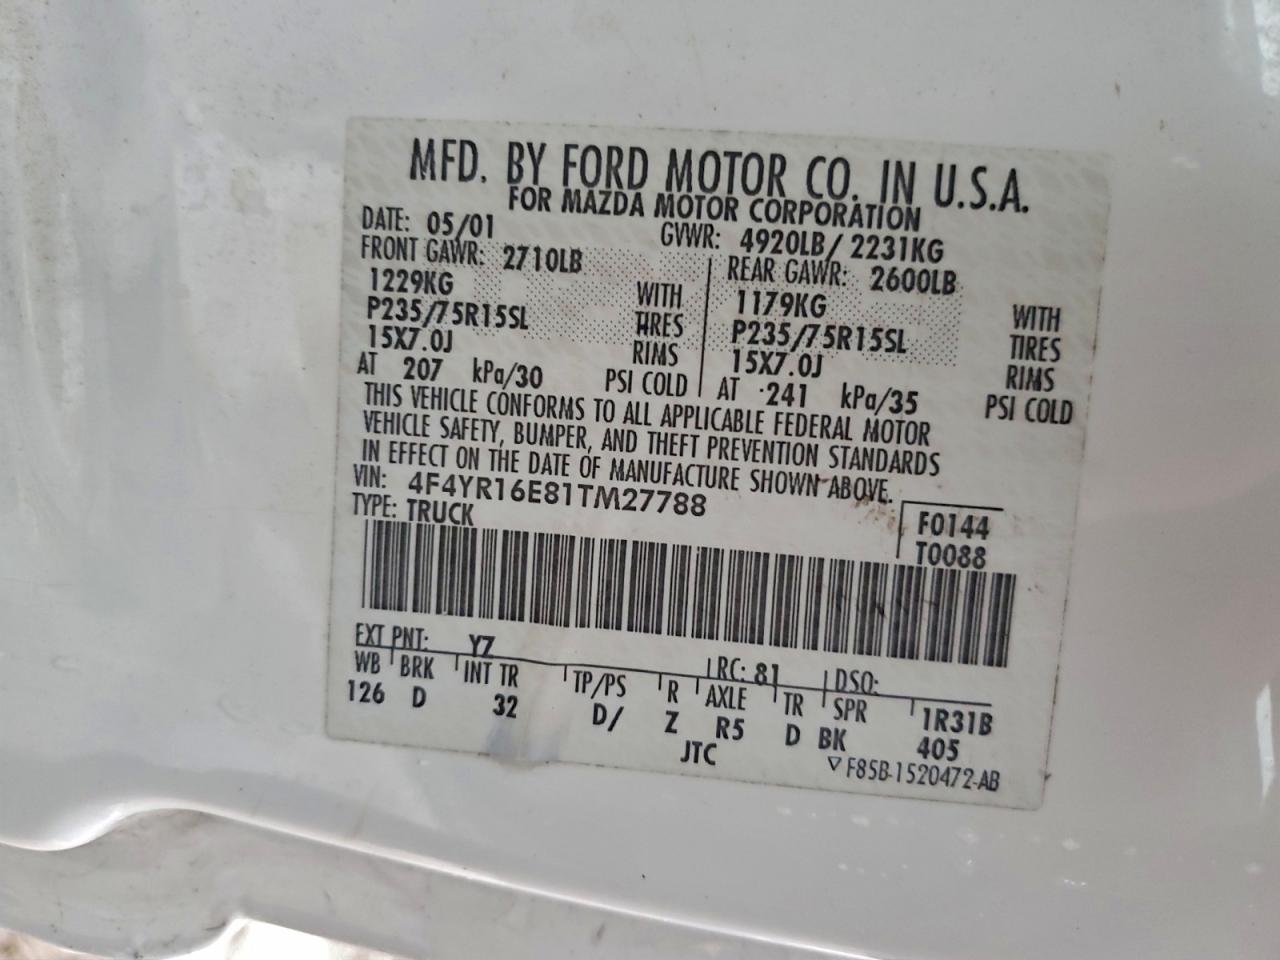 MFD. BY FORD MOTOR CO. IN U.S.A.
FOR MAZDA MOTOR CORPORATION
DATE: 05/01 GVWR: 4920LB/ 2231KG
FRONT GAWR: 2710LB REAR GAWR: 2600LB
1229KG WITH 1179KG WITH
P235/75R15SL TIRES P235/75R15SL TIRES
15X7.0J RIMS 15X7.0J RIMS
AT 207 kPa/30 PSI COLD AT 241 kPa/35 PSI COLD
THIS VEHICLE CONFORMS TO ALL APPLICABLE FEDERAL MOTOR
VEHICLE SAFETY, BUMPER, AND THEFT PREVENTION STANDARDS
IN EFFECT ON THE DATE OF MANUFACTURE SHOWN ABOVE.
VIN: 4F4YR16E81TM27788 F0144
TYPE: TRUCK T0088
EXT PNT: YZ RC: 81 DSO:
WB BRK INT TR TP/PS R AXLE TR SPR 1R31B
126 D 32 D/ Z R5 D BK 405
JTC ▽F85B-1520472-AB